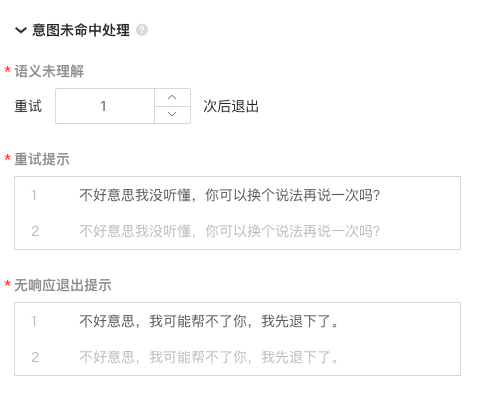 意图未命中处理 ?
* 语义未理解
重试 1 次后退出
* 重试提示
1 不好意思我没听懂，你可以换个说法再说一次吗?
2 不好意思我没听懂，你可以换个说法再说一次吗?
* 无响应退出提示
1 不好意思，我可能帮不了你，我先退下了。
2 不好意思，我可能帮不了你，我先退下了。